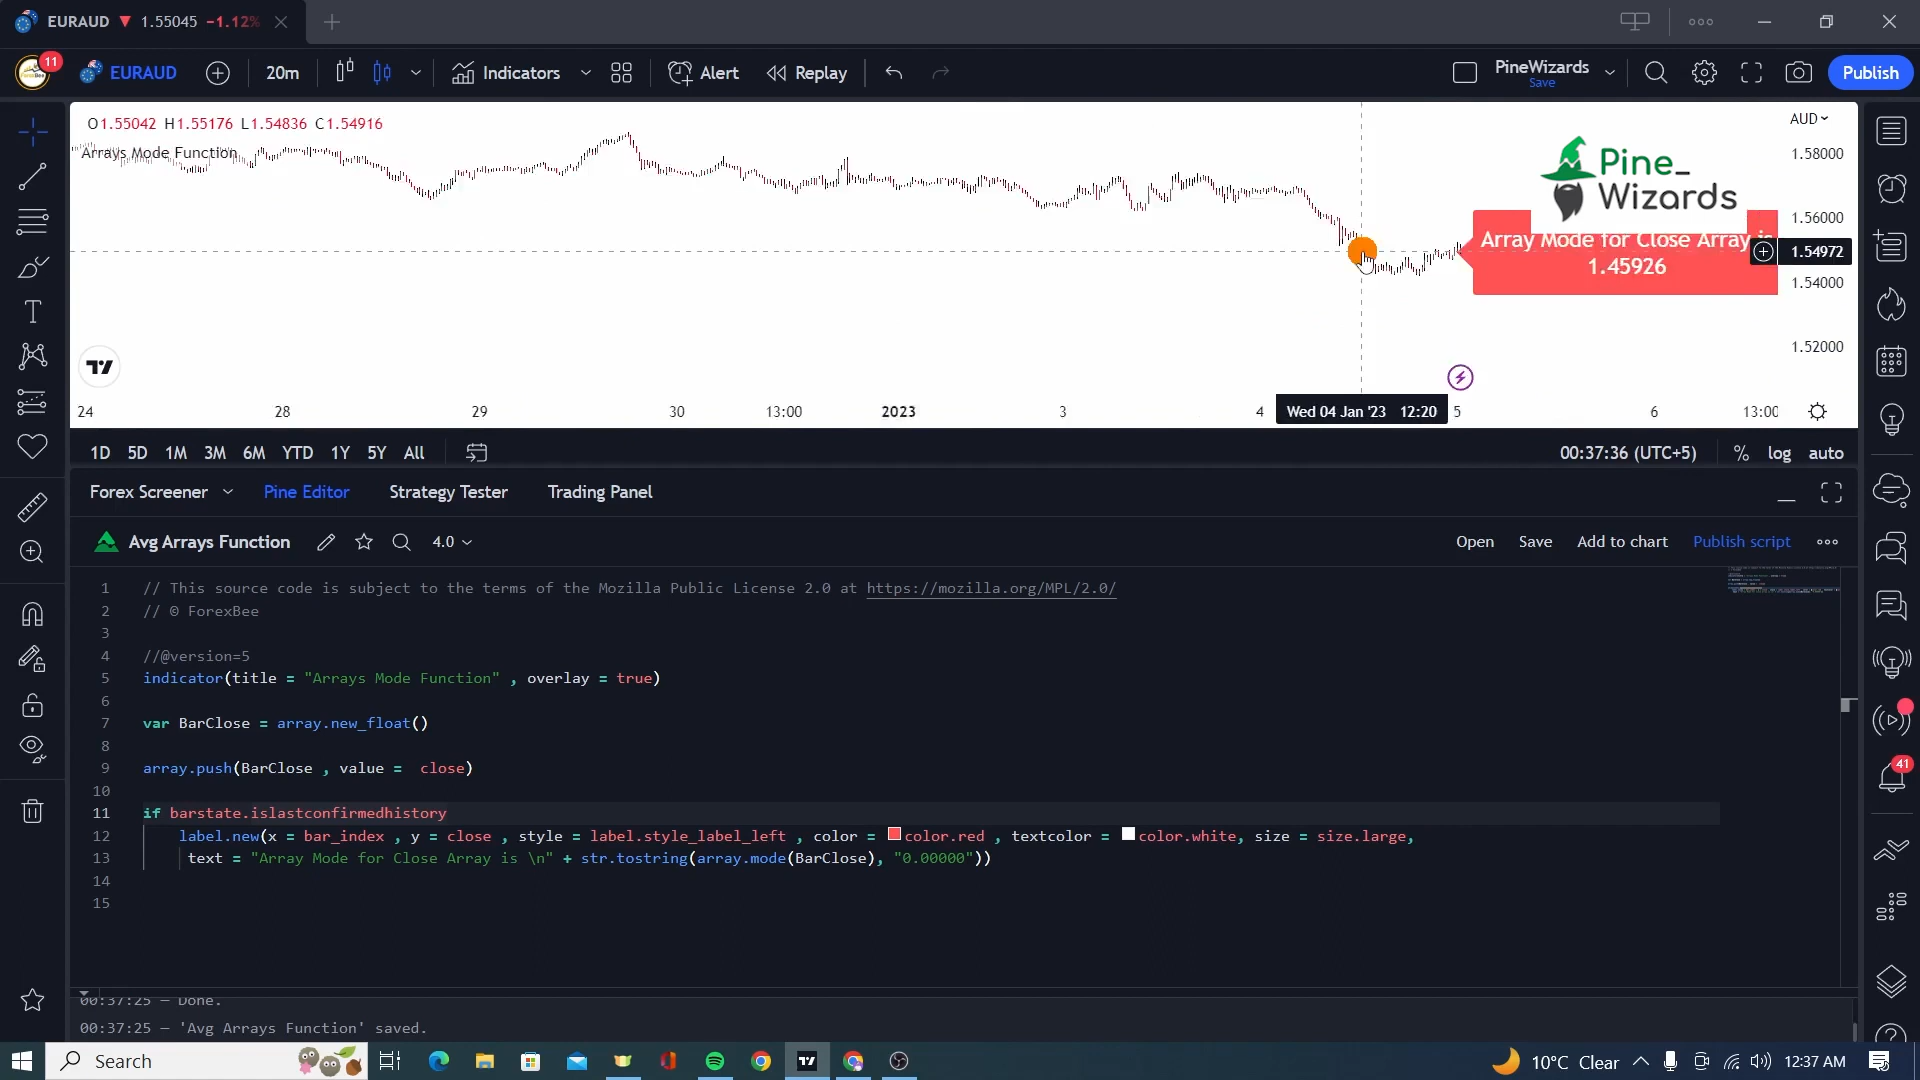 EURAUD ▼ 1.55045 −1.12%
11
EURAUD 20m Indicators Alert Replay PineWizards Save Publish
O1.55042 H1.55176 L1.54836 C1.54916
Arrays Mode Function
AUD
1.58000
Pine_
Wizards
1.56000
Array Mode for Close Array is
1.45926
1.54972
1.54000
1.52000
24 28 29 30 13:00 2023 3 4 Wed 04 Jan '23 12:20 5 6 13:00
1D 5D 1M 3M 6M YTD 1Y 5Y All 00:37:36 (UTC+5) % log auto
Forex Screener Pine Editor Strategy Tester Trading Panel
Avg Arrays Function 4.0 Open Save Add to chart Publish script
1 // This source code is subject to the terms of the Mozilla Public License 2.0 at https://mozilla.org/MPL/2.0/
2 // © ForexBee
3
4 //@version=5
5 indicator(title = "Arrays Mode Function" , overlay = true)
6
7 var BarClose = array.new_float()
8
9 array.push(BarClose , value =  close)
10
11 if barstate.islastconfirmedhistory
12 label.new(x = bar_index , y = close , style = label.style_label_left , color = color.red , textcolor = color.white, size = size.large,
13 text = "Array Mode for Close Array is \n" + str.tostring(array.mode(BarClose), "0.00000"))
14
15
41
00:37:25 — Done.
00:37:25 — 'Avg Arrays Function' saved.
Search 10°C Clear 12:37 AM